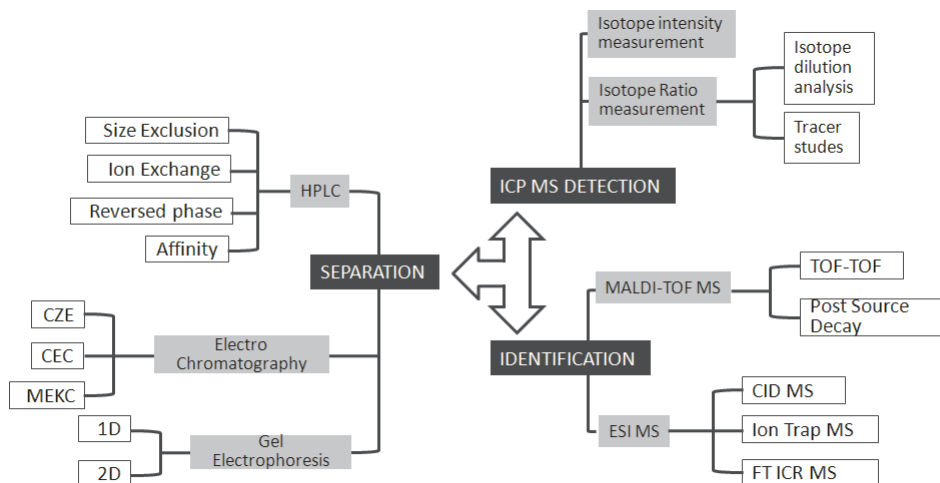 Isotope intensity
measurement
Isotope Ratio
measurement
Isotope
dilution
analysis
Tracer
studes
ICP MS DETECTION
Size Exclusion
Ion Exchange
Reversed phase
Affinity
HPLC
SEPARATION
CZE
CEC
MEKC
Electro
Chromatography
1D
2D
Gel
Electrophoresis
MALDI-TOF MS
TOF-TOF
Post Source
Decay
IDENTIFICATION
ESI MS
CID MS
Ion Trap MS
FT ICR MS